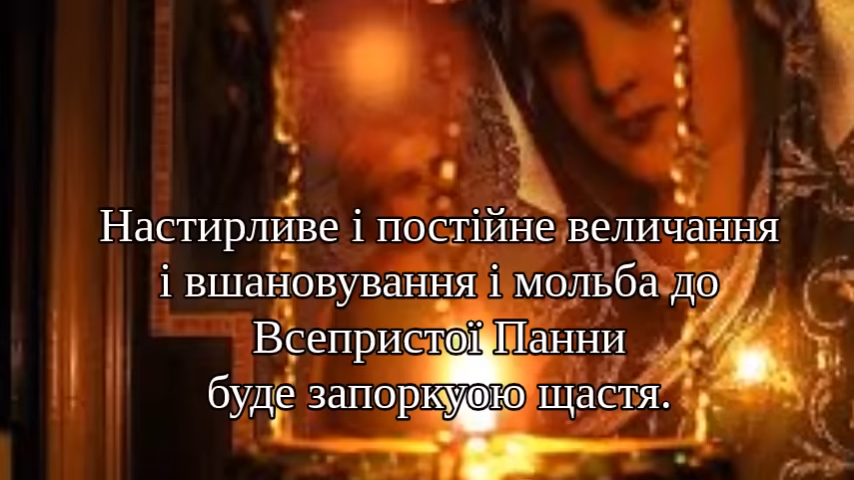 Настирливе і постійне величання
і вшановування і мольба до
Всепристої Панни
буде запоркуою щастя.